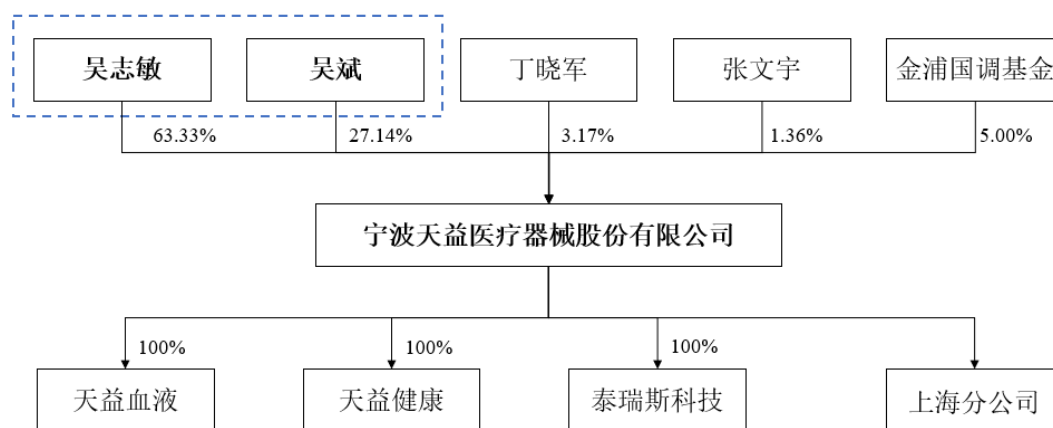 吴志敏
吴斌
丁晓军
张文宇
金浦国调基金
63.33%
27.14%
3.17%
1.36%
5.00%
宁波天益医疗器械股份有限公司
100%
100%
100%
天益血液
天益健康
泰瑞斯科技
上海分公司